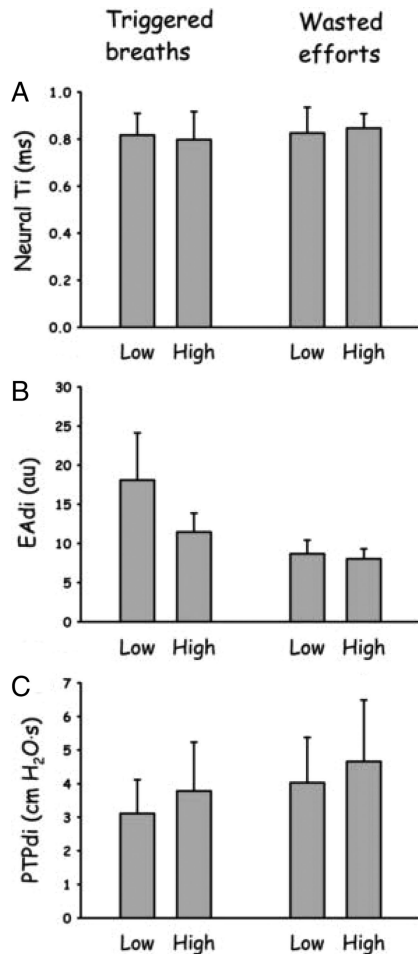 Triggered breaths
Wasted efforts
A
Neural Ti (ms)
1.0
0.8
0.6
0.4
0.2
0.0
Low High Low High
B
EAdi (au)
30
25
20
15
10
5
0
Low High Low High
C
PTPdi (cm H₂O·s)
7
6
5
4
3
2
1
0
Low High Low High